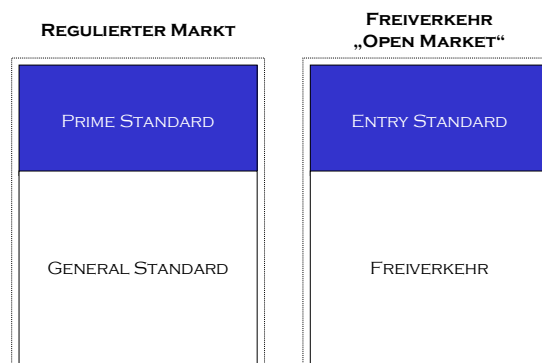 REGULIERTER MARKT
FREIVERKEHR
„OPEN MARKET“
PRIME STANDARD
ENTRY STANDARD
GENERAL STANDARD
FREIVERKEHR